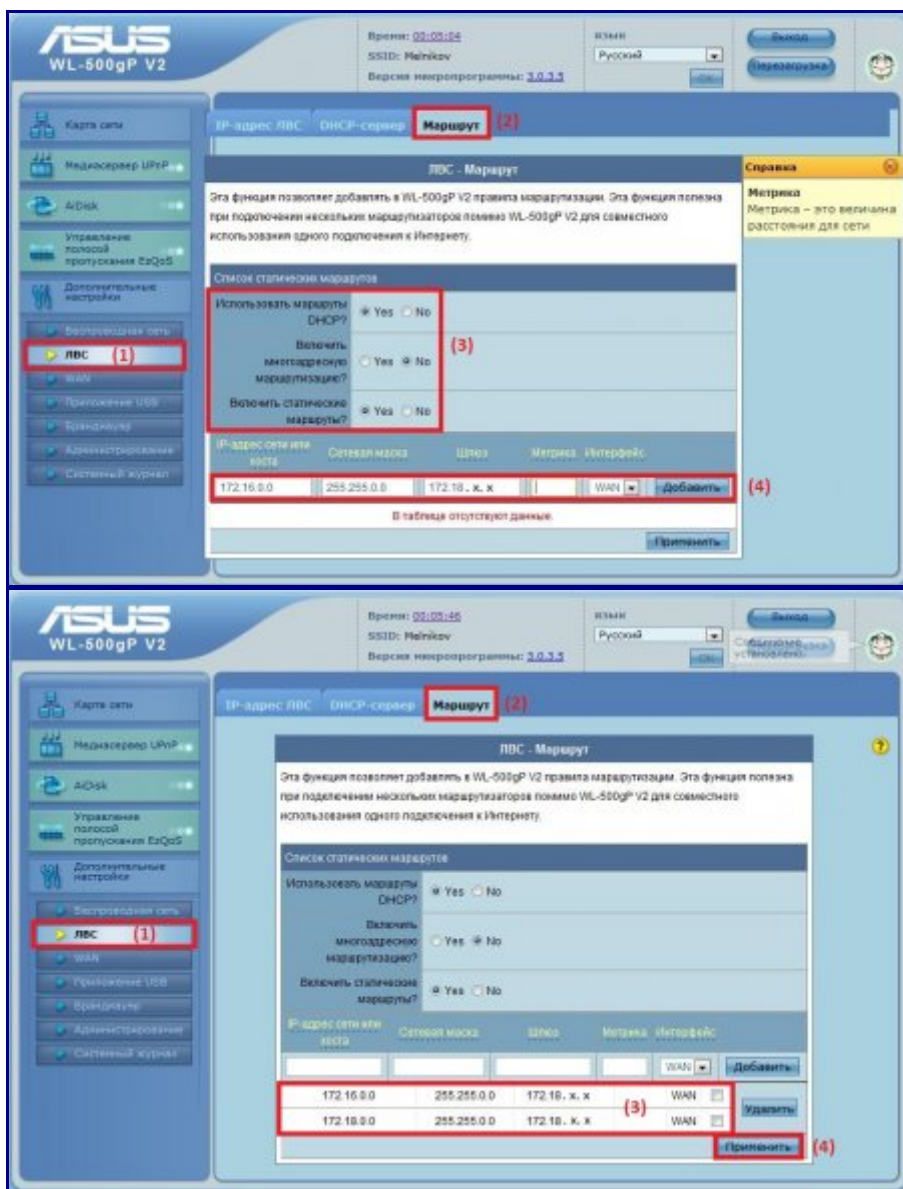 ASUS
WL-500gP V2
Время: 00:05:04
SSID: Melnikov
Версия микропрограммы: 3.0.3.5
язык
Русский
Выход
Перезагрузка
Карта сети
Медиасервер UPnP
AiDisk
Управление
полосой
пропускания EzQoS
Дополнительные
настройки
Беспроводная сеть
ЛВС (1)
WAN
Приложение USB
Брандмауэр
Администрирование
Системный журнал
IP-адрес ЛВС DHCP-сервер Маршрут (2)
ЛВС - Маршрут
Эта функция позволяет добавлять в WL-500gP V2 правила маршрутизации. Эта функция полезна
при подключении нескольких маршрутизаторов помимо WL-500gP V2 для совместного
использования одного подключения к Интернету.
Список статических маршрутов
Использовать маршруты
DHCP? Yes No
Включить
многоадресную
маршрутизацию? Yes No
(3)
Включить статические
маршруты? Yes No
IP-адрес сети или
хоста Сетевая маска Шлюз Метрика Интерфейс
172.16.0.0 255.255.0.0 172.18. x. x WAN Добавить (4)
В таблице отсутствуют данные.
Применить
Справка
Метрика
Метрика – это величина
расстояния для сети
ASUS
WL-500gP V2
Время: 00:05:46
SSID: Melnikov
Версия микропрограммы: 3.0.3.5
язык
Русский
Выход
Соединение
установлено.
Карта сети
Медиасервер UPnP
AiDisk
Управление
полосой
пропускания EzQoS
Дополнительные
настройки
Беспроводная сеть
ЛВС (1)
WAN
Приложение USB
Брандмауэр
Администрирование
Системный журнал
IP-адрес ЛВС DHCP-сервер Маршрут (2)
ЛВС - Маршрут
Эта функция позволяет добавлять в WL-500gP V2 правила маршрутизации. Эта функция полезна
при подключении нескольких маршрутизаторов помимо WL-500gP V2 для совместного
использования одного подключения к Интернету.
Список статических маршрутов
Использовать маршруты
DHCP? Yes No
Включить
многоадресную
маршрутизацию? Yes No
Включить статические
маршруты? Yes No
IP-адрес сети или
хоста Сетевая маска Шлюз Метрика Интерфейс
WAN Добавить
172.16.0.0 255.255.0.0 172.18. x. x WAN
(3)
172.18.0.0 255.255.0.0 172.18. x. x WAN
Удалить
Применить (4)